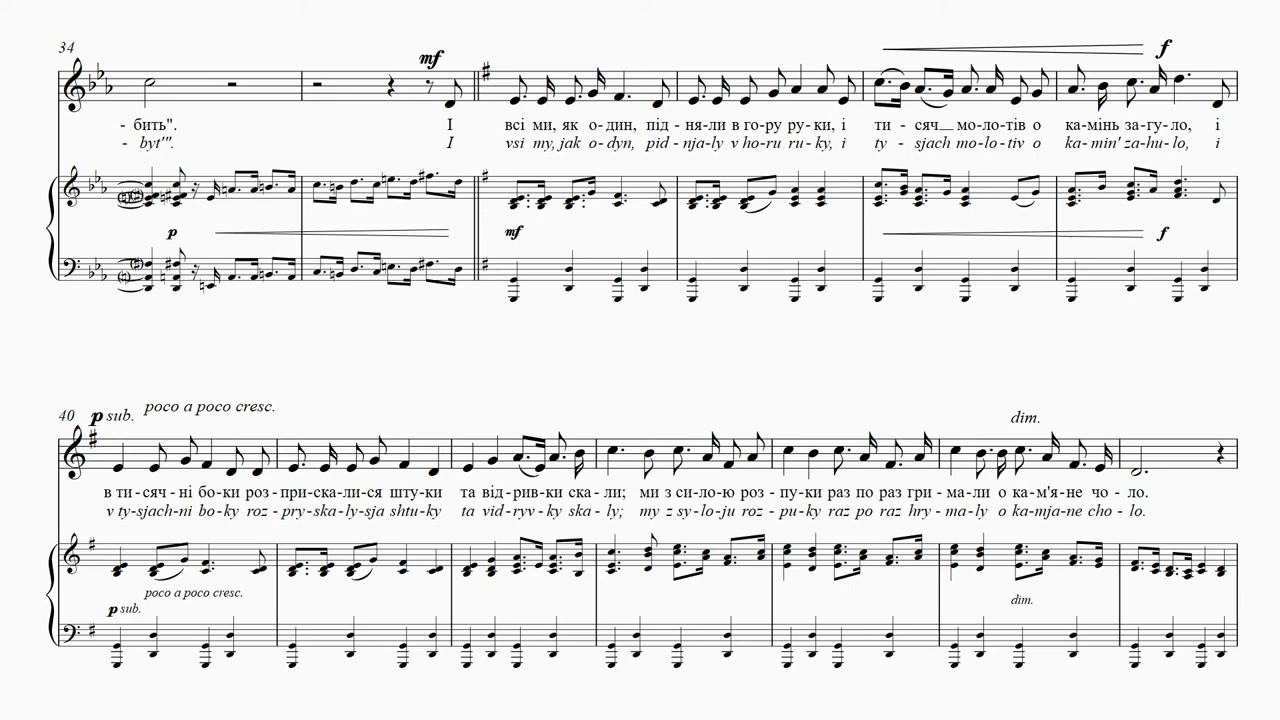 34
mf
f
- бить". І всі ми, як о - дин, під - ня - ли в го - ру ру - ки, і ти - сяч__ мо - ло - тів о ка - мінь за - гу - ло, і
- byt'". I vsi my, jak o - dyn, pid - nja - ly v ho - ru ru - ky, i ty - sjach mo - lo - tiv o ka - min' za - hu - lo, i
p
mf
f
40
p sub. poco a poco cresc.
dim.
в ти - сяч - ні бо - ки роз - при - ска - ли - ся шту - ки та від - рив - ки ска - ли; ми з си - ло - ю роз - пу - ки раз по раз гри - ма - ли о ка - м'я - не чо - ло.
v ty - sjach - ni bo - ky roz - pry - ska - ly - sja shtu - ky ta vid - ryv - ky ska - ly; my z sy - lo - ju roz - pu - ky raz po raz hry - ma - ly o ka - mja - ne cho - lo.
poco a poco cresc.
p sub.
dim.